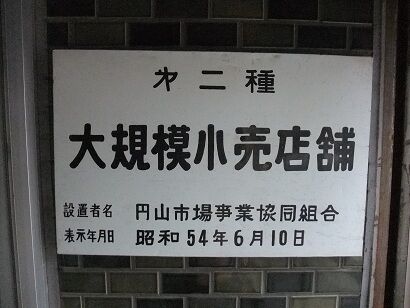 㐧二種
大規模小売店舗
設置者名 円山市場事業協同組合
表示年月日 昭和54年6月10日